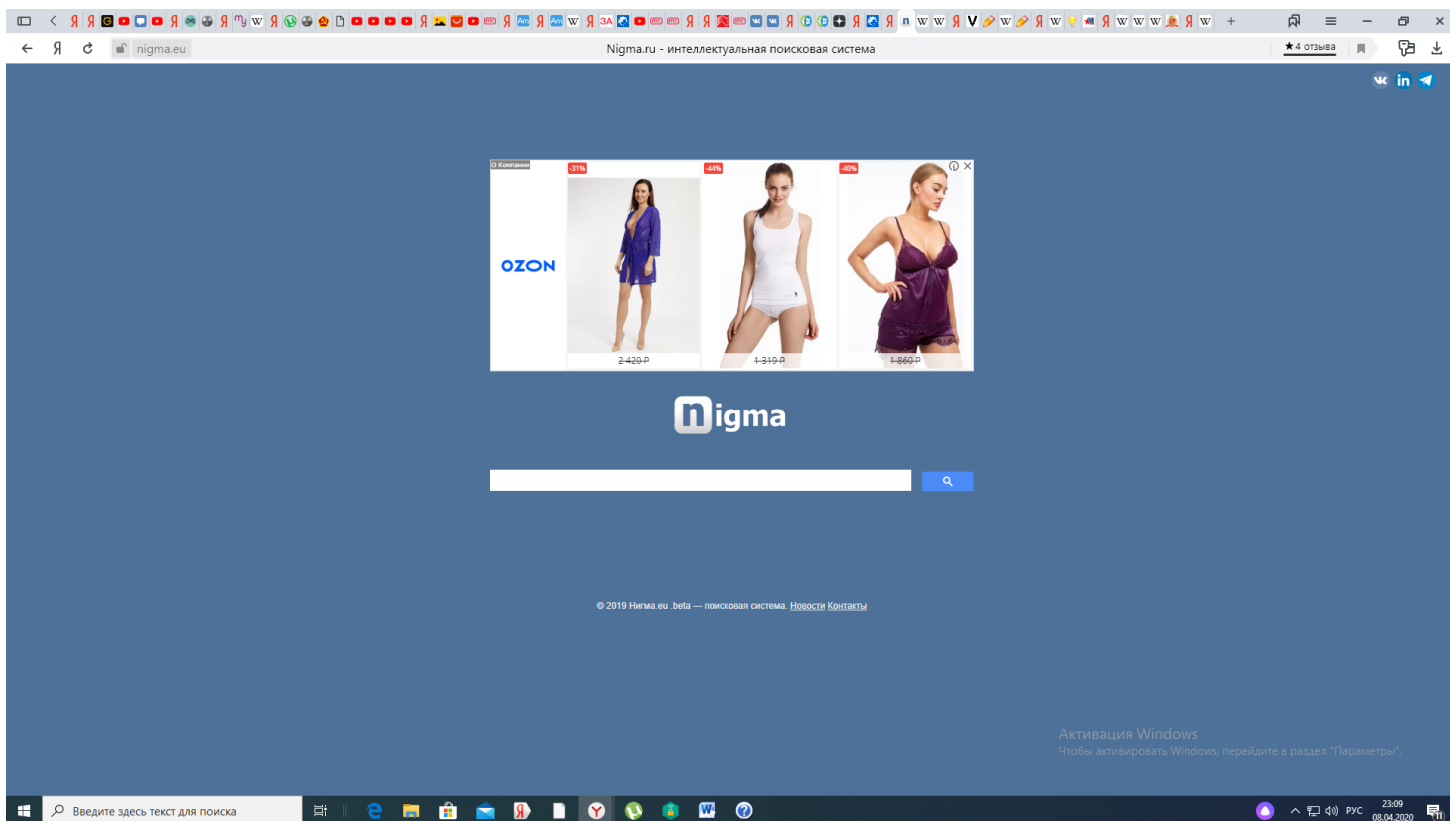 nigma.eu
Nigma.ru - интеллектуальная поисковая система
★4 отзыва
in
О Компании
-31%
-44%
-40%
OZON
2 420 Р
1 319 Р
1 860 Р
nigma
© 2019 Нигма.eu .beta — поисковая система. Новости Контакты
Активация Windows
Чтобы активировать Windows, перейдите в раздел "Параметры".
Введите здесь текст для поиска
РУС
23:09
08.04.2020